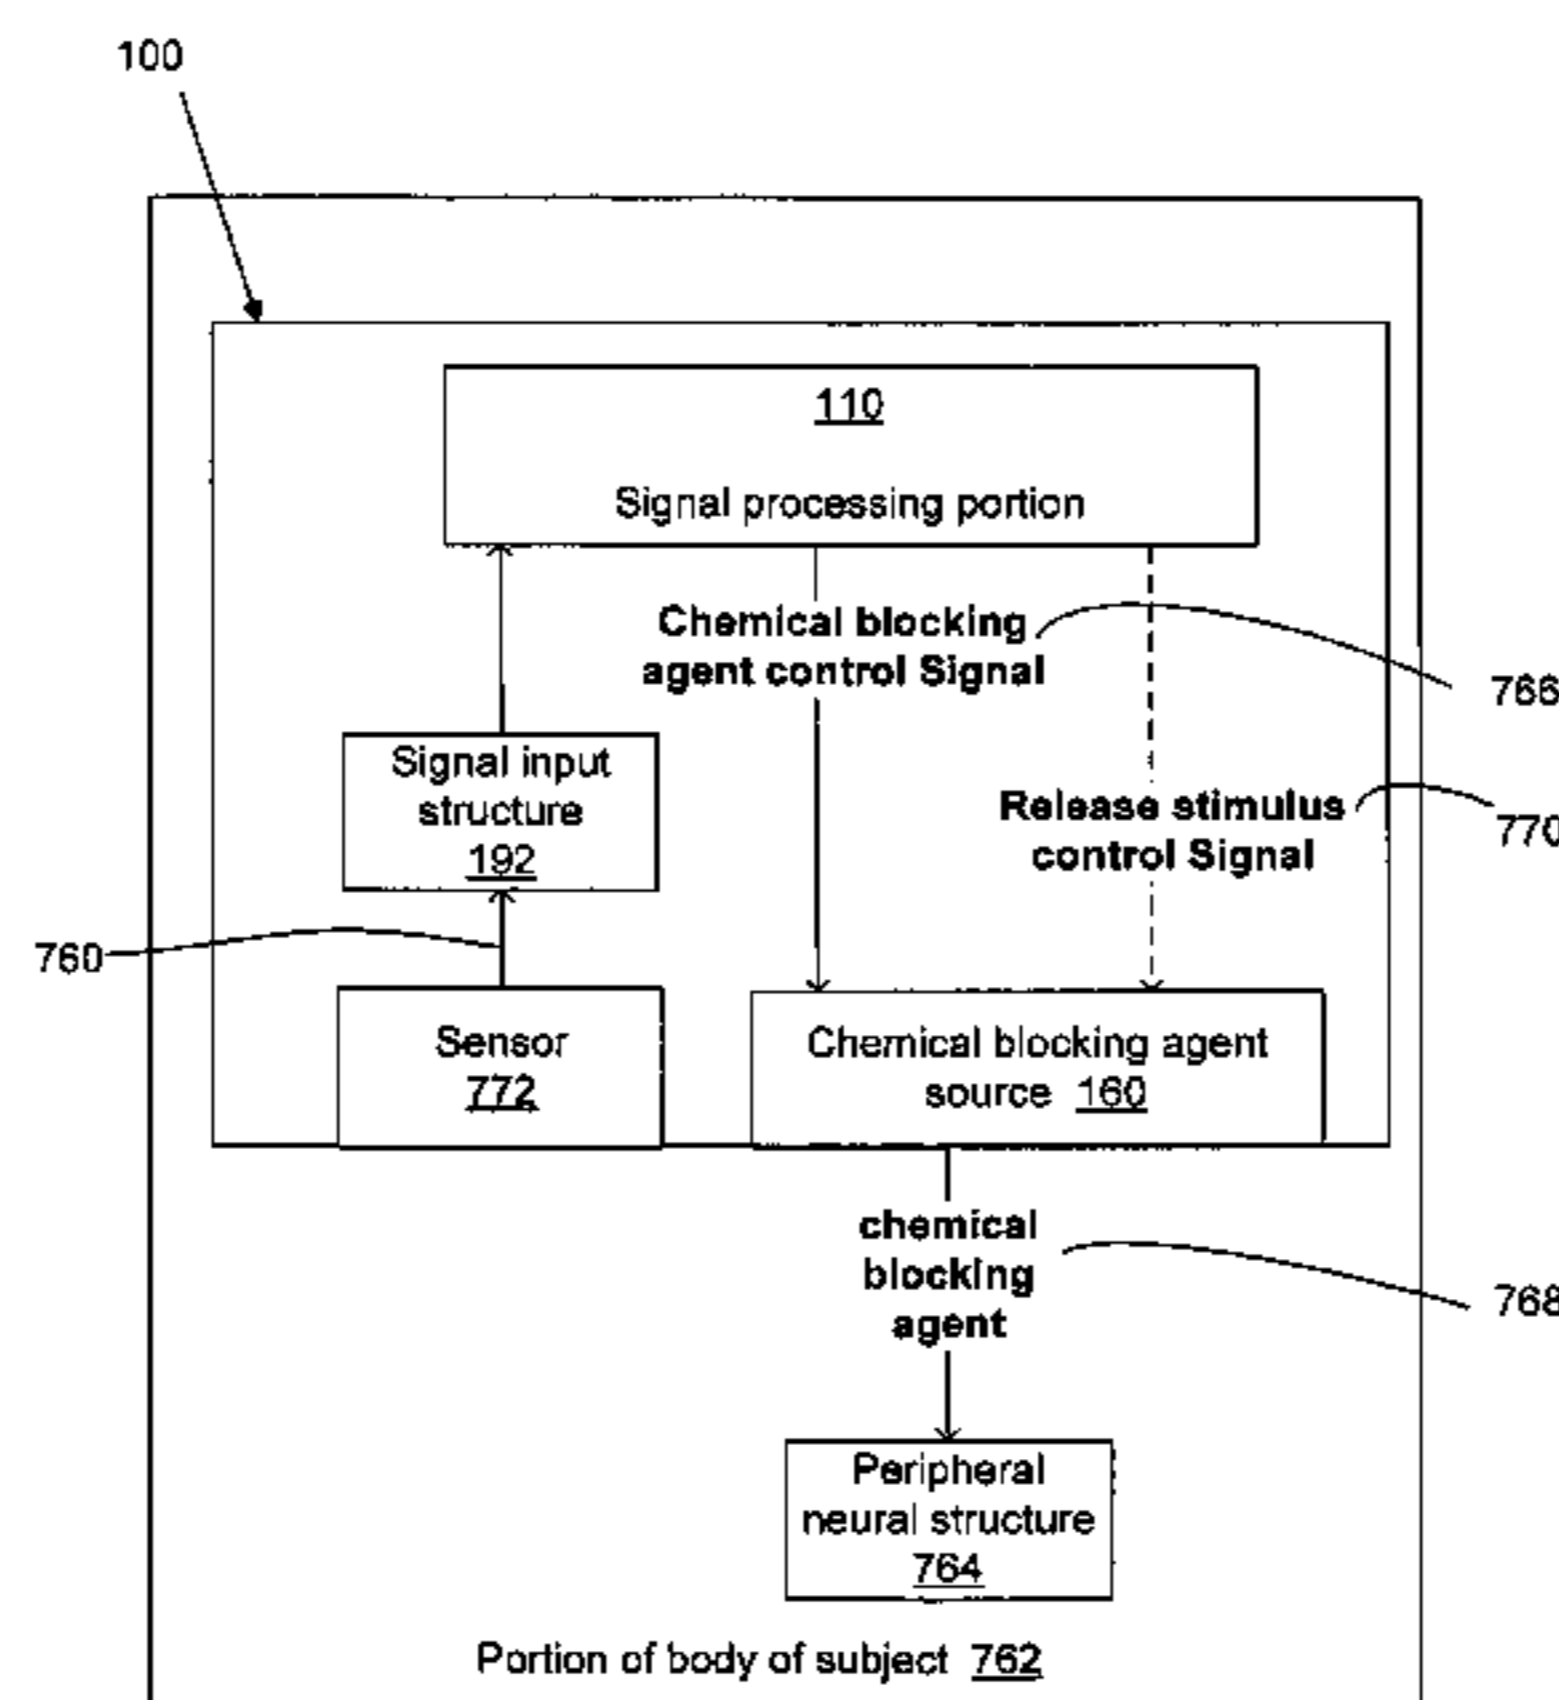 100
110
Signal processing portion
Chemical blocking
agent control Signal
766
Signal input
structure
192
Release stimulus
control Signal
770
760
Sensor
772
Chemical blocking agent
source 160
chemical
blocking
agent
768
Peripheral
neural structure
764
Portion of body of subject 762